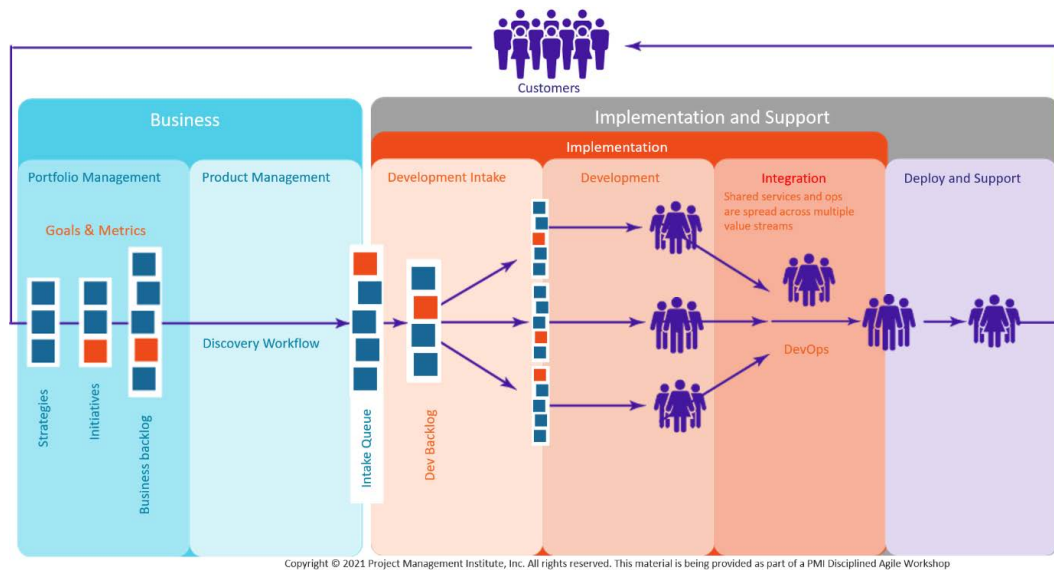 Customers
Business
Implementation and Support
Implementation
Portfolio Management
Product Management
Development Intake
Development
Integration
Deploy and Support
Shared services and ops
are spread across multiple
value streams
Goals & Metrics
Discovery Workflow
DevOps
Strategies
Initiatives
Business backlog
Intake Queue
Dev Backlog
Copyright © 2021 Project Management Institute, Inc. All rights reserved. This material is being provided as part of a PMI Disciplined Agile Workshop